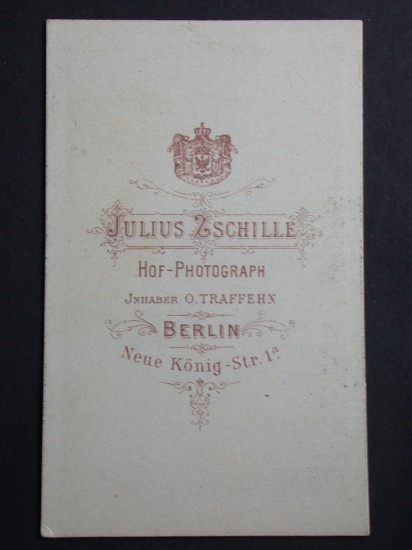 JULIUS ZSCHILLE
HOF-PHOTOGRAPH
JNHABER O. TRAFFEHN
BERLIN
Neue König-Str. 1a.